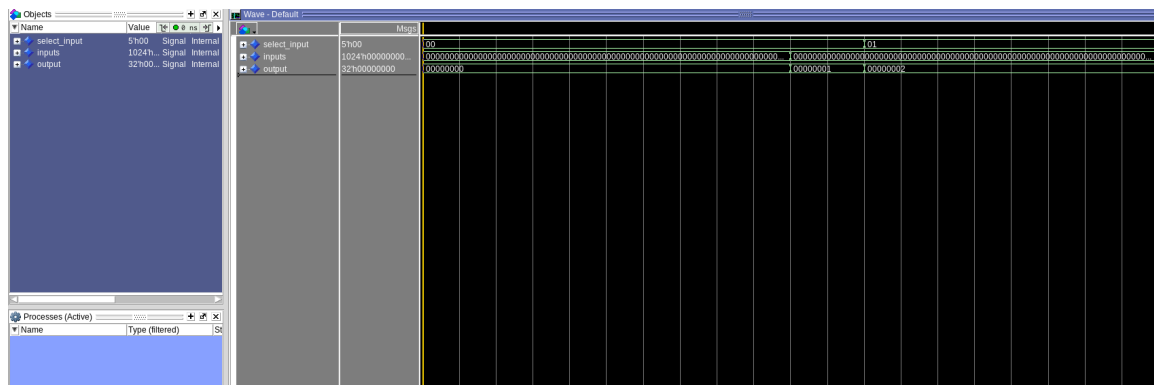 Objects
Name Value 0 ns
select_input 5'h00 Signal Internal
inputs 1024'h... Signal Internal
output 32'h00... Signal Internal
Processes (Active)
Name Type (filtered) St
Wave - Default
Msgs
select_input 5'h00 00 01
inputs 1024'h00000000...
output 32'h00000000 00000000 00000001 00000002